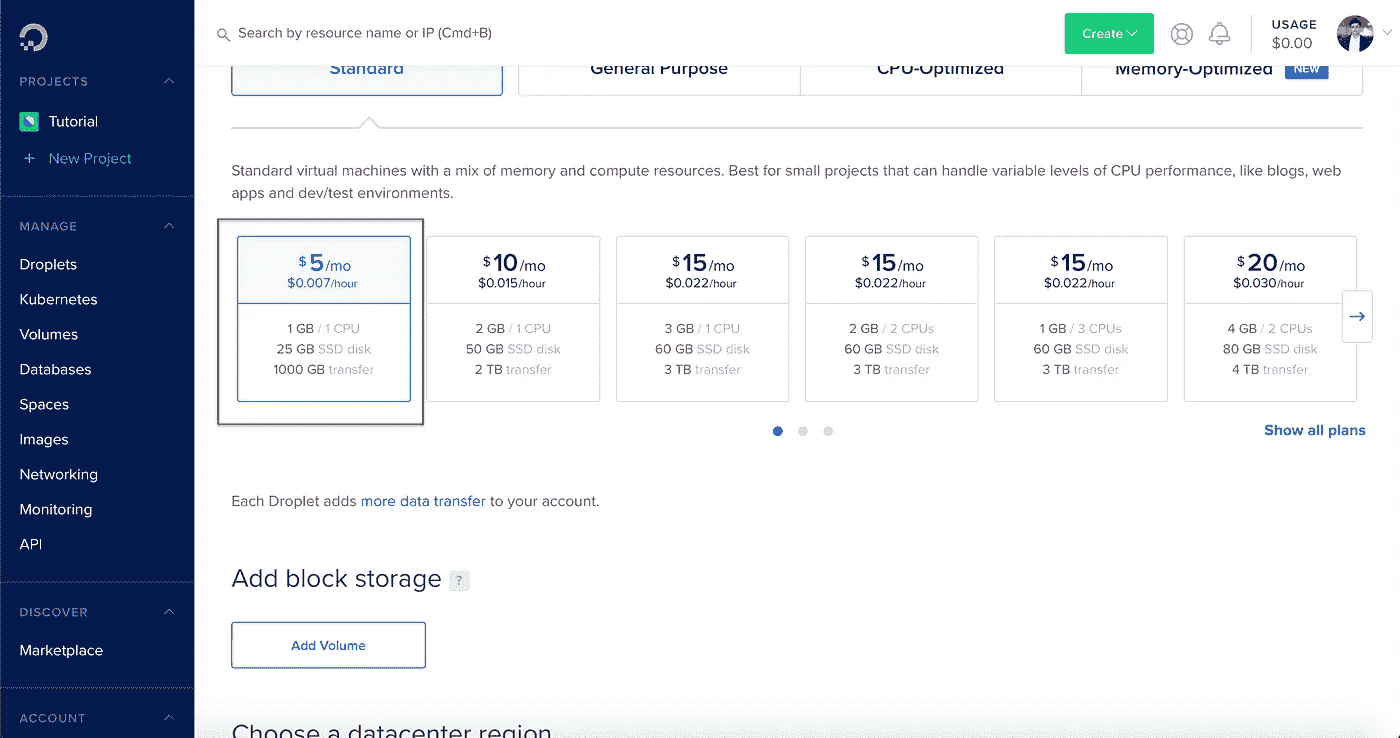 Search by resource name or IP (Cmd+B)
Create
USAGE
$0.00
PROJECTS
Tutorial
+ New Project
MANAGE
Droplets
Kubernetes
Volumes
Databases
Spaces
Images
Networking
Monitoring
API
DISCOVER
Marketplace
ACCOUNT
Standard
General Purpose
CPU-Optimized
Memory-Optimized NEW
Standard virtual machines with a mix of memory and compute resources. Best for small projects that can handle variable levels of CPU performance, like blogs, web
apps and dev/test environments.
$5/mo
$0.007/hour
1 GB / 1 CPU
25 GB SSD disk
1000 GB transfer
$10/mo
$0.015/hour
2 GB / 1 CPU
50 GB SSD disk
2 TB transfer
$15/mo
$0.022/hour
3 GB / 1 CPU
60 GB SSD disk
3 TB transfer
$15/mo
$0.022/hour
2 GB / 2 CPUs
60 GB SSD disk
3 TB transfer
$15/mo
$0.022/hour
1 GB / 3 CPUs
60 GB SSD disk
3 TB transfer
$20/mo
$0.030/hour
4 GB / 2 CPUs
80 GB SSD disk
4 TB transfer
Show all plans
Each Droplet adds more data transfer to your account.
Add block storage ?
Add Volume
Choose a datacenter region